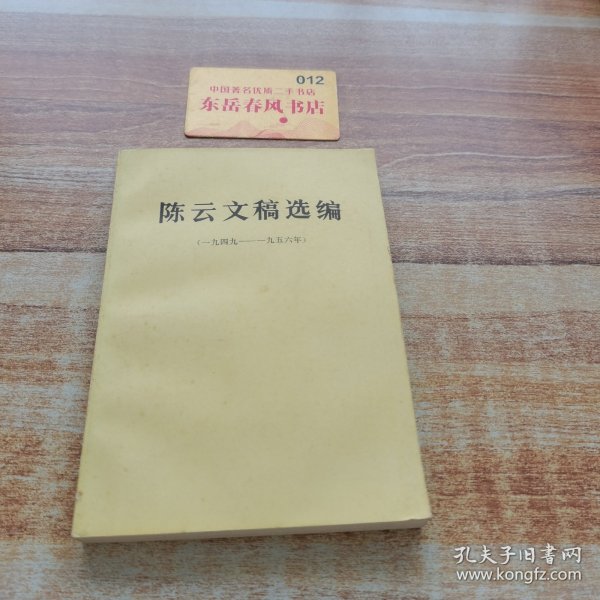 012
中国著名优质二手书店
东岳春风书店
陈云文稿选编
（一九四九——一九五六年）
孔夫子旧书网
www.kongfz.com